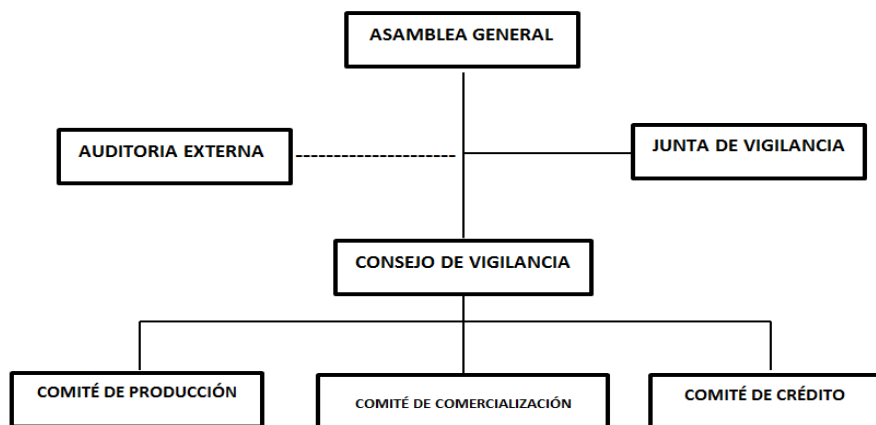 ASAMBLEA GENERAL
AUDITORIA EXTERNA
JUNTA DE VIGILANCIA
CONSEJO DE VIGILANCIA
COMITÉ DE PRODUCCIÓN
COMITÉ DE COMERCIALIZACIÓN
COMITÉ DE CRÉDITO